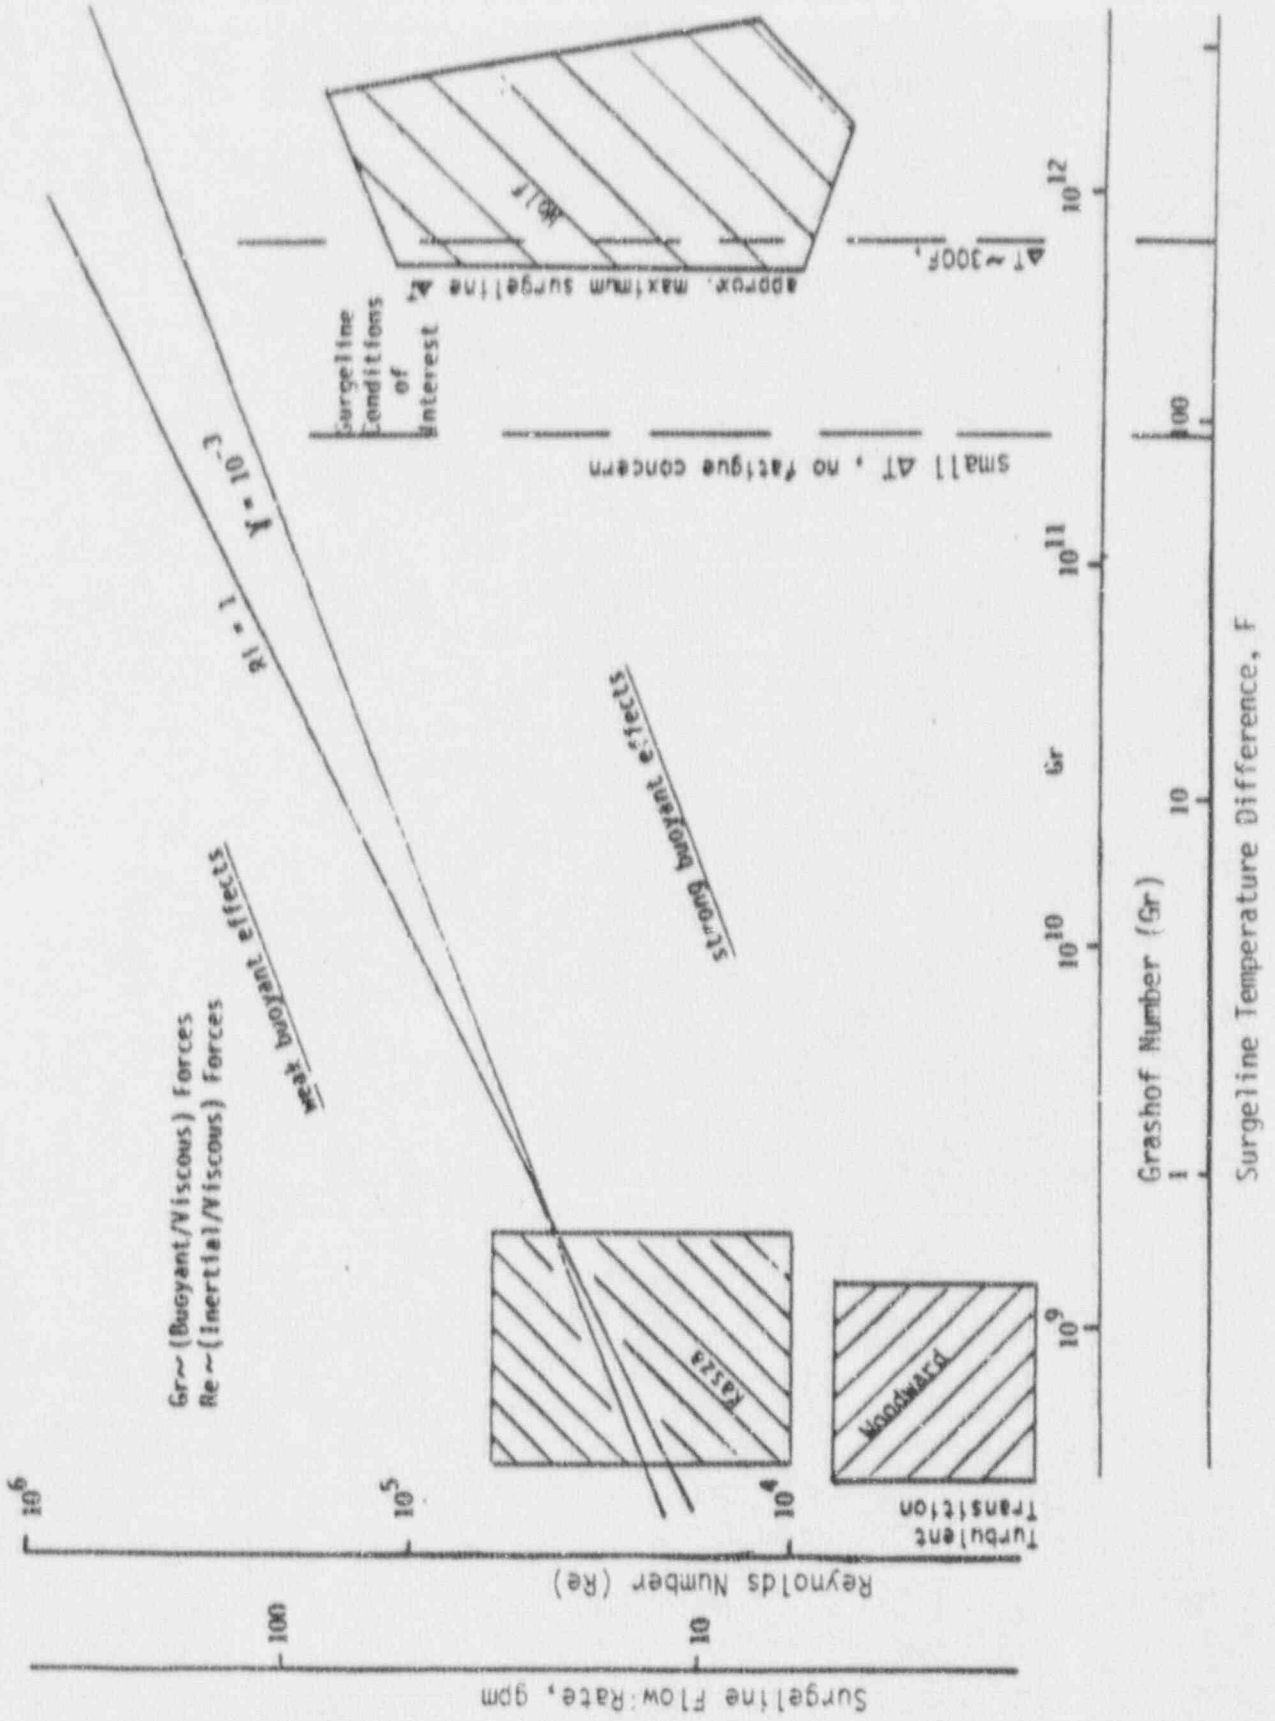 Gr~(Buoyant/Viscous) Forces
Re~(Inertial/Viscous) Forces
weak buoyant effects
strong buoyant effects
Ri = 1
γ = 10-3
Surgeline
Conditions
of
Interest
approx. maximum surgeline ΔT,
ΔT~300F,
small ΔT, no fatigue concern
Wolf
Kasza
Woodward
Turbulent
Transition
10^6
10^5
10^4
Reynolds Number (Re)
100
10
Surgeline Flow Rate, gpm
10^9
10^10
Gr
10^11
10^12
Grashof Number (Gr)
1
10
100
Surgeline Temperature Difference, F